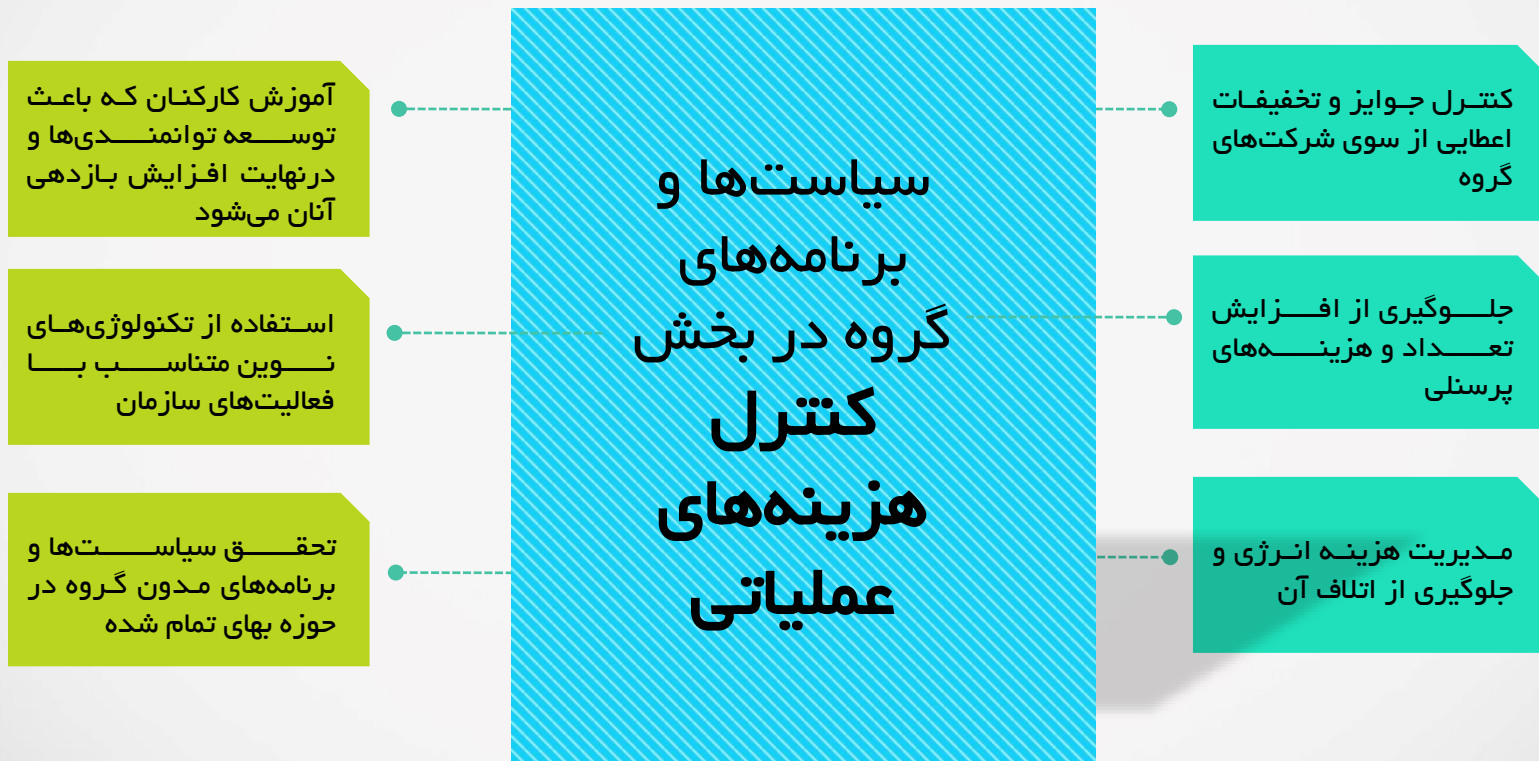 سیاست‌ها و
برنامه‌های
گروه در بخش
کنترل
هزینه‌های
عملیاتی
کنترل جوایز و تخفیفات
اعطایی از سوی شرکت‌های
گروه
جلوگیری از افزایش
تعداد و هزینه‌های
پرسنلی
مدیریت هزینه انرژی و
جلوگیری از اتلاف آن
آموزش کارکنان که باعث
توسعه توانمندی‌ها و
درنهایت افزایش بازدهی
آنان می‌شود
استفاده از تکنولوژی‌های
نوین متناسب با
فعالیت‌های سازمان
تحقق سیاست‌ها و
برنامه‌های مدون گروه در
حوزه بهای تمام شده